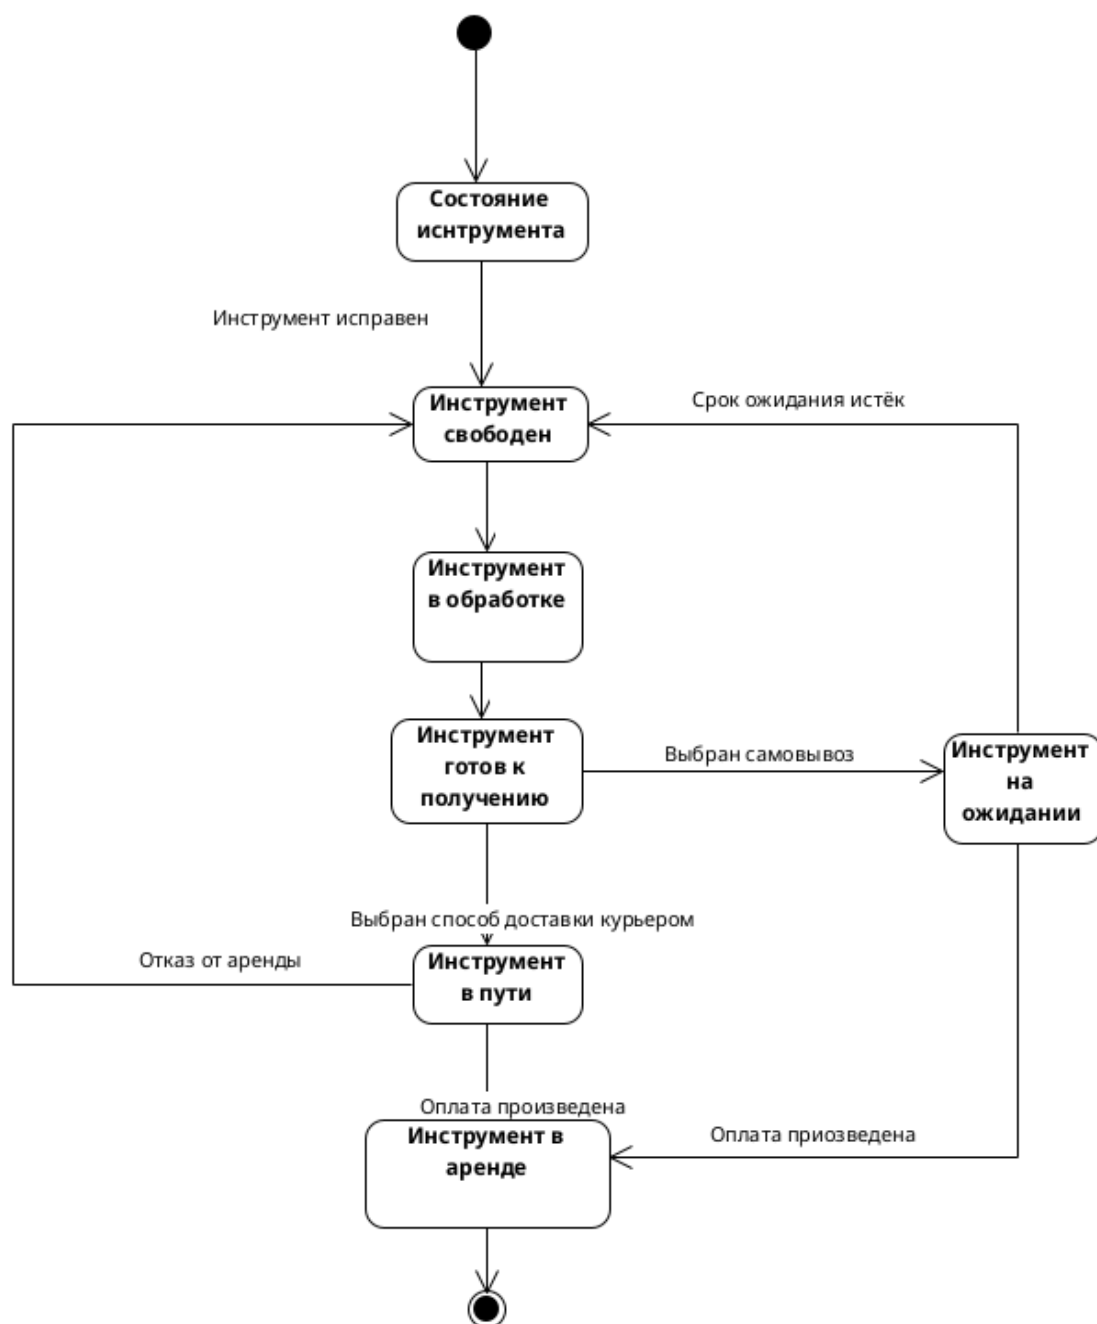 Состояние
иснтрумента
Инструмент исправен
Инструмент
свободен
Срок ожидания истёк
Инструмент
в обработке
Инструмент
готов к
получению
Выбран самовывоз
Инструмент
на
ожидании
Выбран способ доставки курьером
Отказ от аренды
Инструмент
в пути
Оплата произведена
Инструмент в
аренде
Оплата приозведена